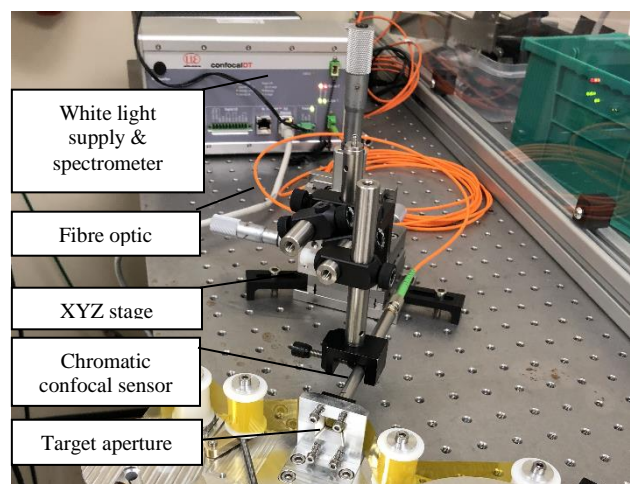 confocalDT
White light
supply &
spectrometer
Fibre optic
XYZ stage
Chromatic
confocal sensor
Target aperture